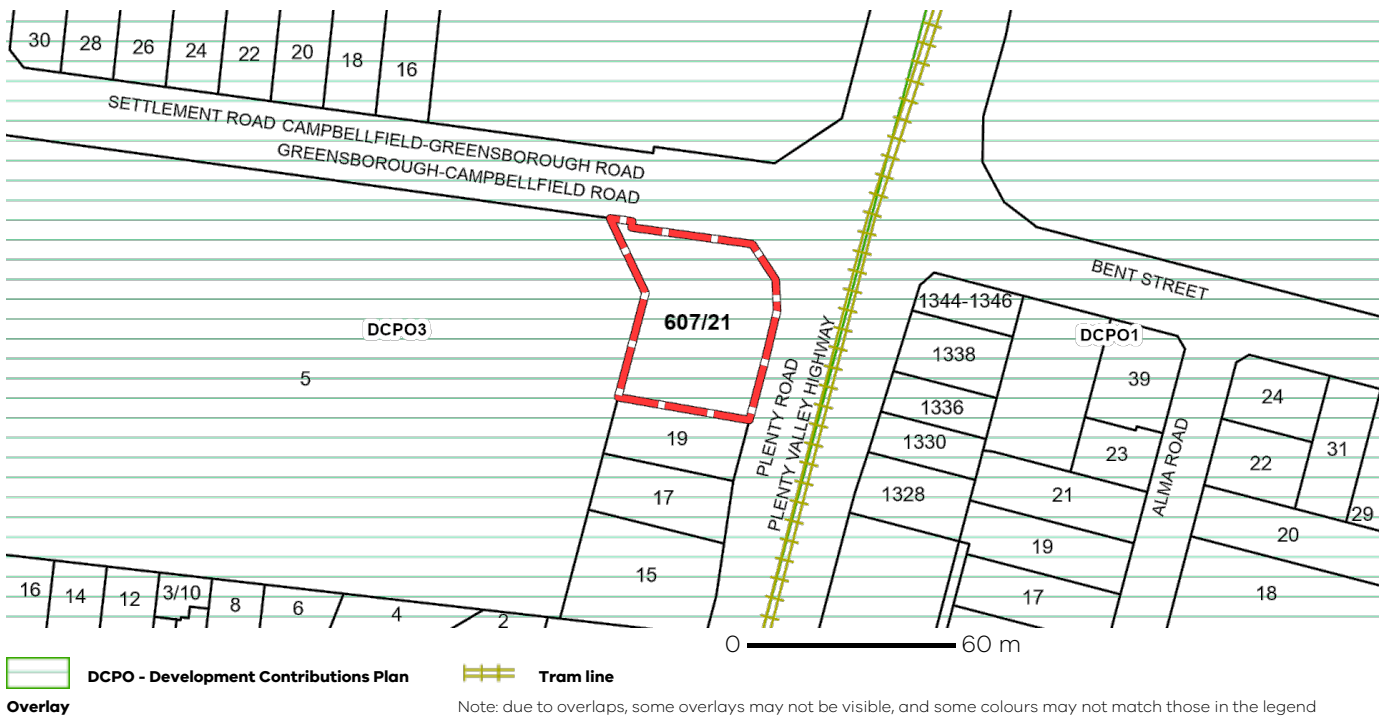 30 28 26 24 22 20 18 16
SETTLEMENT ROAD CAMPBELLFIELD-GREENSBOROUGH ROAD
GREENSBOROUGH-CAMPBELLFIELD ROAD
BENT STREET
1344-1346
607/21
DCPO3
DCPO1
1338
5
39
24
1336
19
1330
23
22
31
PLENTY ROAD
PLENTY VALLEY HIGHWAY
ALMA ROAD
17
1328
21
29
20
19
15
16 14 12 3/10 8 6 4 2
17
18
0 60 m
DCPO - Development Contributions Plan
Overlay
Tram line
Note: due to overlaps, some overlays may not be visible, and some colours may not match those in the legend